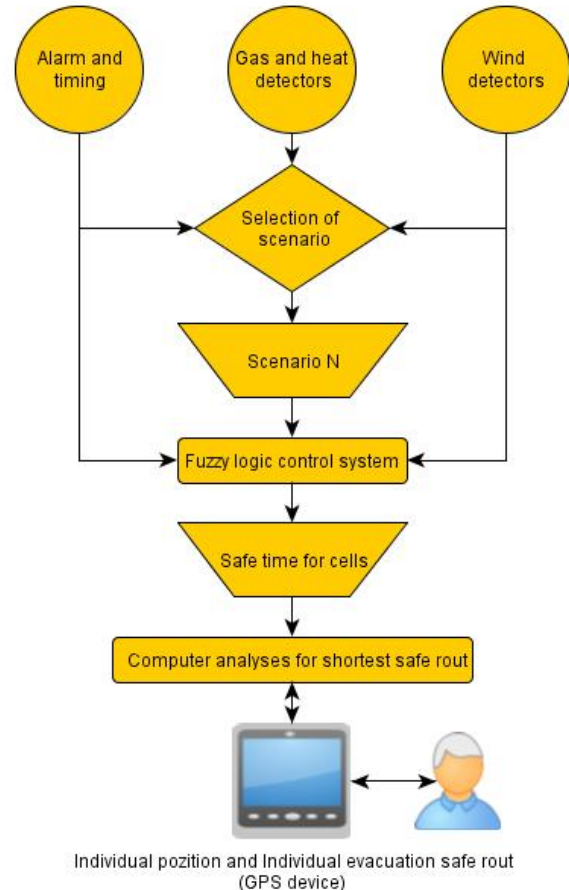 Alarm and
timing
Gas and heat
detectors
Wind
detectors
Selection of
scenario
Scenario N
Fuzzy logic control system
Safe time for cells
Computer analyses for shortest safe rout
Individual pozition and Individual evacuation safe rout
(GPS device)